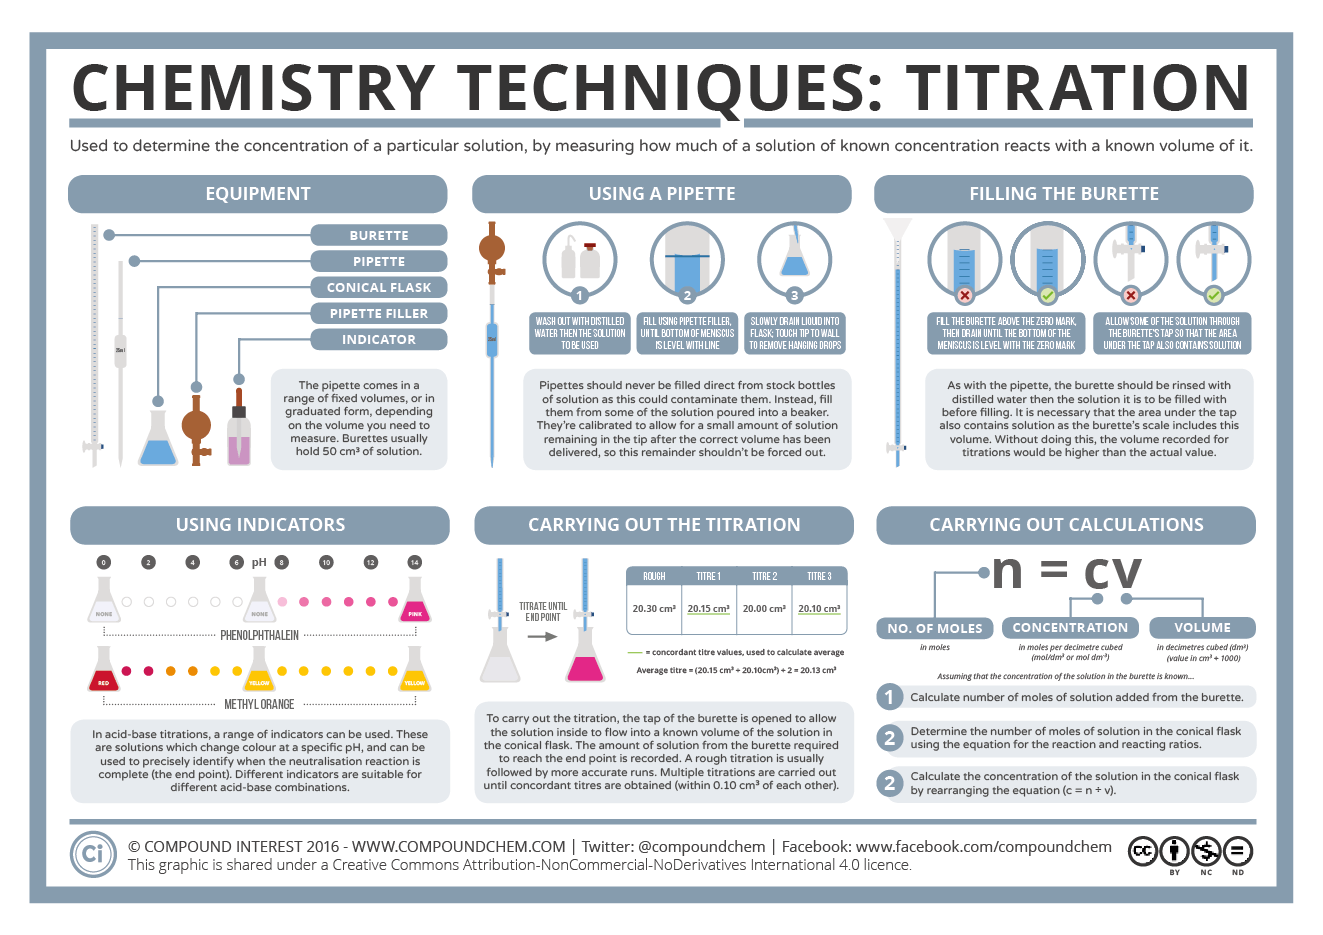 CHEMISTRY TECHNIQUES: TITRATION
Used to determine the concentration of a particular solution, by measuring how much of a solution of known concentration reacts with a known volume of it.
EQUIPMENT
BURETTE
PIPETTE
CONICAL FLASK
PIPETTE FILLER
INDICATOR
The pipette comes in a
range of fixed volumes, or in
graduated form, depending
on the volume you need to
measure. Burettes usually
hold 50 cm³ of solution.
USING A PIPETTE
1
2
3
WASH OUT WITH DISTILLED
WATER THEN THE SOLUTION
TO BE USED
FILL USING PIPETTE FILLER,
UNTIL BOTTOM OF MENISCUS
IS LEVEL WITH LINE
SLOWLY DRAIN LIQUID INTO
FLASK; TOUCH TIP TO WALL
TO REMOVE HANGING DROPS
Pipettes should never be filled direct from stock bottles
of solution as this could contaminate them. Instead, fill
them from some of the solution poured into a beaker.
They're calibrated to allow for a small amount of solution
remaining in the tip after the correct volume has been
delivered, so this remainder shouldn't be forced out.
FILLING THE BURETTE
FILL THE BURETTE ABOVE THE ZERO MARK,
THEN DRAIN UNTIL THE BOTTOM OF THE
MENISCUS IS LEVEL WITH THE ZERO MARK
ALLOW SOME OF THE SOLUTION THROUGH
THE BURETTE'S TAP SO THAT THE AREA
UNDER THE TAP ALSO CONTAINS SOLUTION
As with the pipette, the burette should be rinsed with
distilled water then the solution it is to be filled with
before filling. It is necessary that the area under the tap
also contains solution as the burette's scale includes this
volume. Without doing this, the volume recorded for
titrations would be higher than the actual value.
USING INDICATORS
0 2 4 6 pH 8 10 12 14
NONE NONE PINK
PHENOLPHTHALEIN
RED YELLOW YELLOW
METHYL ORANGE
In acid-base titrations, a range of indicators can be used. These
are solutions which change colour at a specific pH, and can be
used to precisely identify when the neutralisation reaction is
complete (the end point). Different indicators are suitable for
different acid-base combinations.
CARRYING OUT THE TITRATION
TITRATE UNTIL
END POINT
ROUGH TITRE 1 TITRE 2 TITRE 3
20.30 cm³ 20.15 cm³ 20.00 cm³ 20.10 cm³
= concordant titre values, used to calculate average
Average titre = (20.15 cm³ + 20.10cm³) ÷ 2 = 20.13 cm³
To carry out the titration, the tap of the burette is opened to allow
the solution inside to flow into a known volume of the solution in
the conical flask. The amount of solution from the burette required
to reach the end point is recorded. A rough titration is usually
followed by more accurate runs. Multiple titrations are carried out
until concordant titres are obtained (within 0.10 cm³ of each other).
CARRYING OUT CALCULATIONS
n = cv
NO. OF MOLES
in moles
CONCENTRATION
in moles per decimetre cubed
(mol/dm³ or mol dm⁻³)
VOLUME
in decimetres cubed (dm³)
(value in cm³ ÷ 1000)
Assuming that the concentration of the solution in the burette is known...
1 Calculate number of moles of solution added from the burette.
2 Determine the number of moles of solution in the conical flask
using the equation for the reaction and reacting ratios.
2 Calculate the concentration of the solution in the conical flask
by rearranging the equation (c = n ÷ v).
Ci
© COMPOUND INTEREST 2016 - WWW.COMPOUNDCHEM.COM | Twitter: @compoundchem | Facebook: www.facebook.com/compoundchem
This graphic is shared under a Creative Commons Attribution-NonCommercial-NoDerivatives International 4.0 licence.
cc
BY NC ND